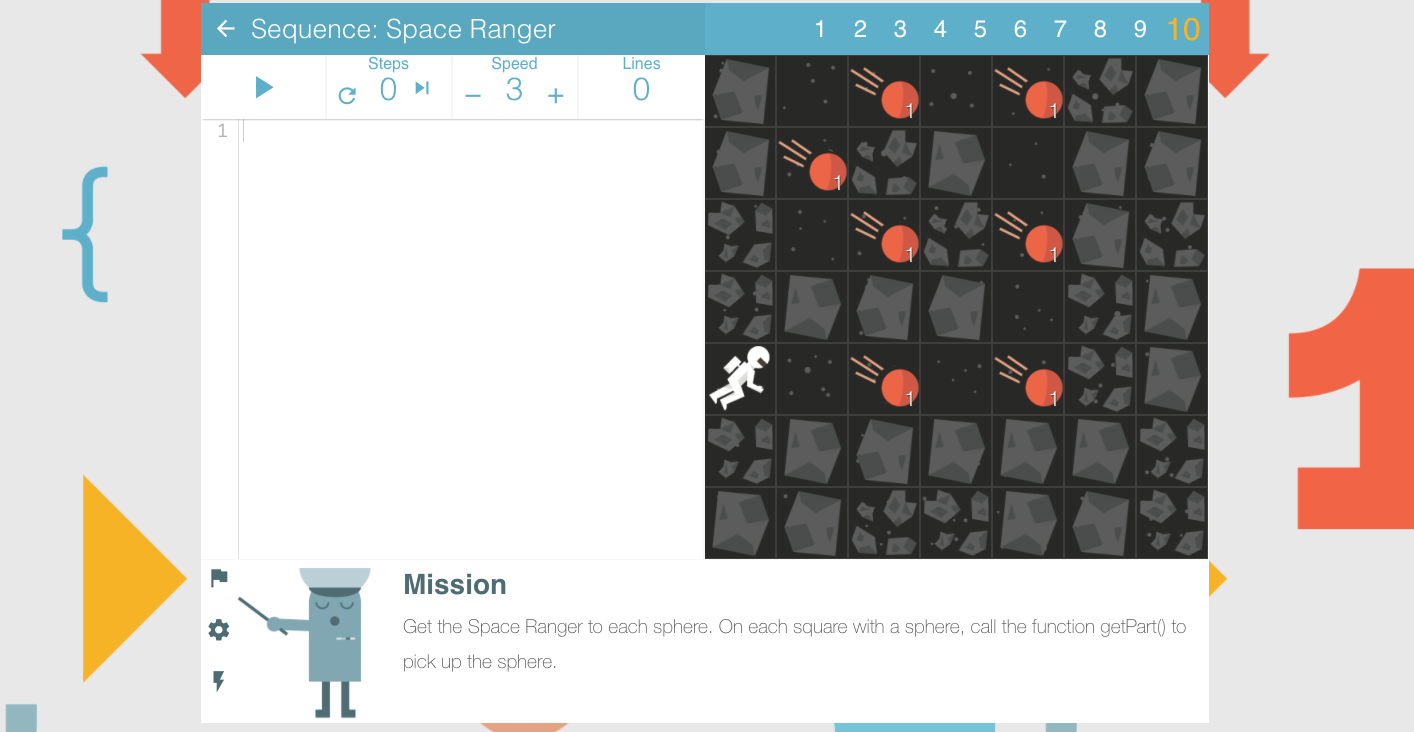 Sequence: Space Ranger
1 2 3 4 5 6 7 8 9 10
Steps Speed Lines
0 3 0
1
1 1
1
1 1
1 1
{
1
Mission
Get the Space Ranger to each sphere. On each square with a sphere, call the function getPart() to
pick up the sphere.